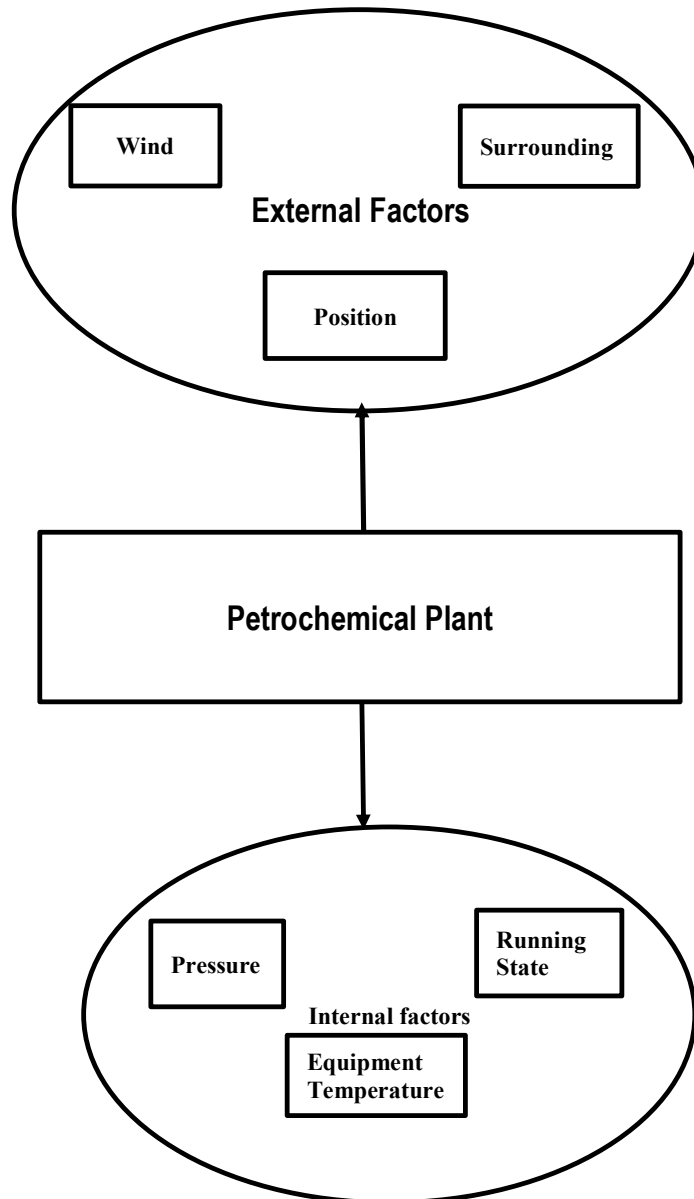 Wind
Surrounding
External Factors
Position
Petrochemical Plant
Pressure
Running
State
Internal factors
Equipment
Temperature